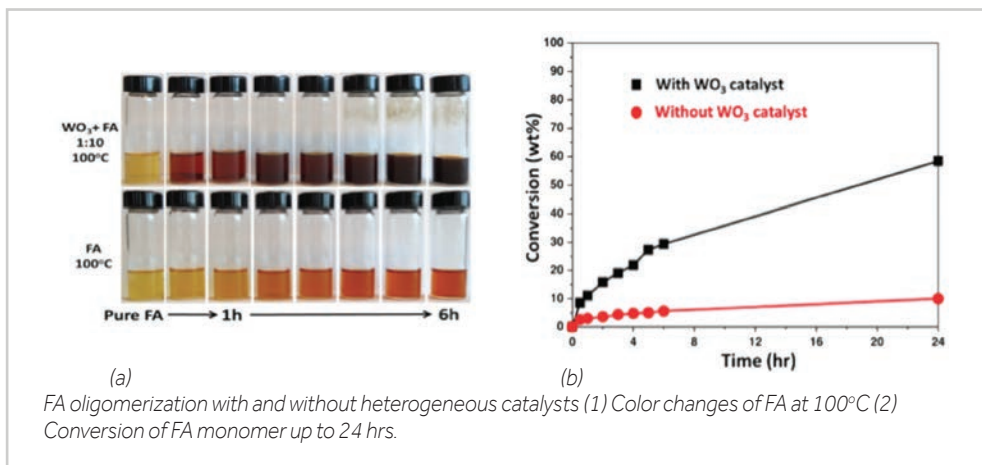 WO₃+ FA
1:10
100°C
FA
100°C
Pure FA 1h 6h
(a)
Conversion (wt%)
100
90
80
70
60
50
40
30
20
10
0
With WO₃ catalyst
Without WO₃ catalyst
0 4 8 12 16 20 24
Time (hr)
(b)
FA oligomerization with and without heterogeneous catalysts (1) Color changes of FA at 100°C (2)
Conversion of FA monomer up to 24 hrs.